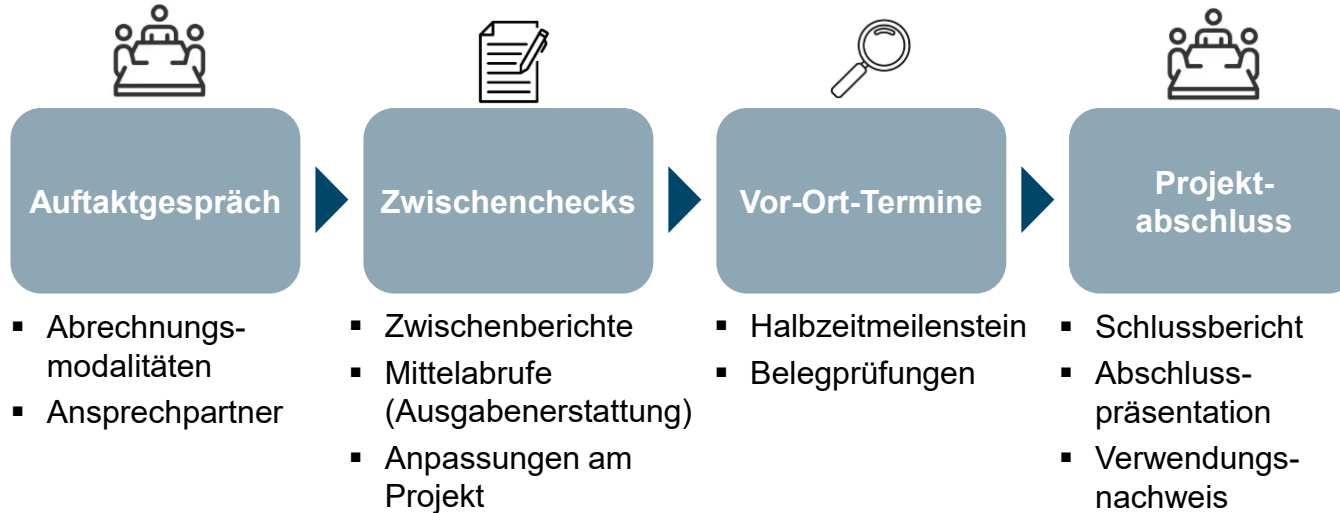 Auftaktgespräch
▪ Abrechnungs-
modalitäten
▪ Ansprechpartner
Zwischenchecks
▪ Zwischenberichte
▪ Mittelabrufe
(Ausgabenerstattung)
▪ Anpassungen am
Projekt
Vor-Ort-Termine
▪ Halbzeitmeilenstein
▪ Belegprüfungen
Projekt-
abschluss
▪ Schlussbericht
▪ Abschluss-
präsentation
▪ Verwendungs-
nachweis